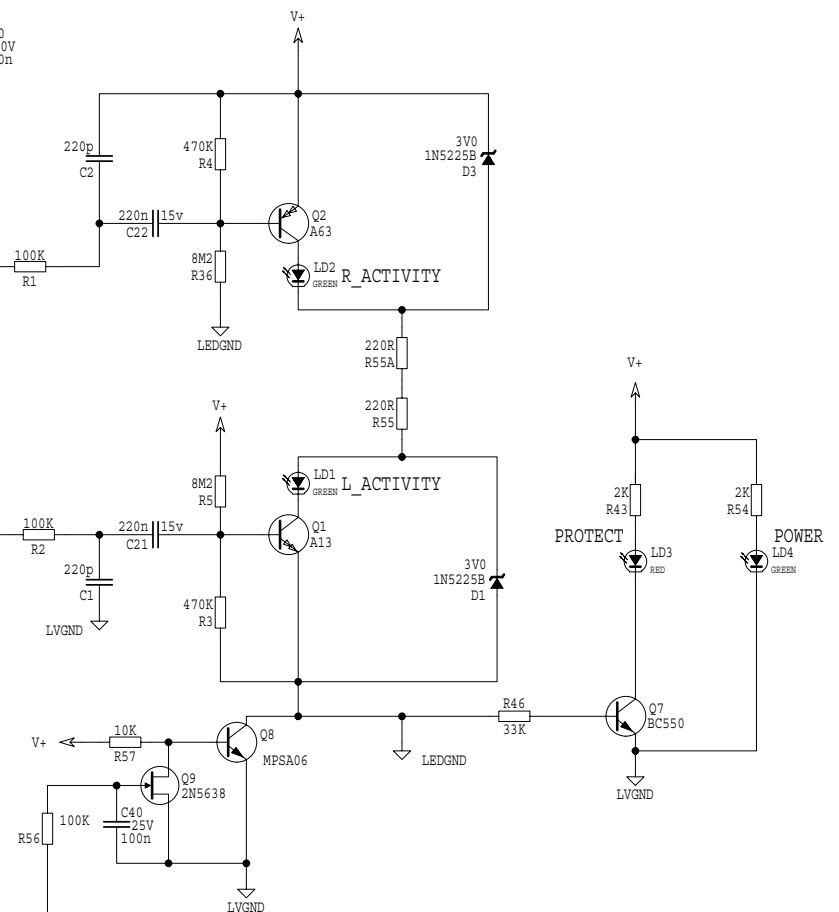 0
0V
0n
V+
220p
C2
470K
R4
3V0
1N5225B
D3
220n 15v
C22
Q2
A63
100K
R1
8M2
R36
LD2
GREEN
R_ACTIVITY
LEDGND
220R
R55A
220R
R55
V+
V+
8M2
R5
LD1
GREEN
L_ACTIVITY
2K
R43
2K
R54
100K
R2
220n 15v
C21
Q1
A13
PROTECT
LD3
RED
POWER
LD4
GREEN
220p
C1
3V0
1N5225B
D1
LVGND
470K
R3
R46
33K
Q7
BC550
V+
10K
R57
Q8
MPSA06
LEDGND
Q9
2N5638
LVGND
R56
100K
C40
25V
100n
LVGND